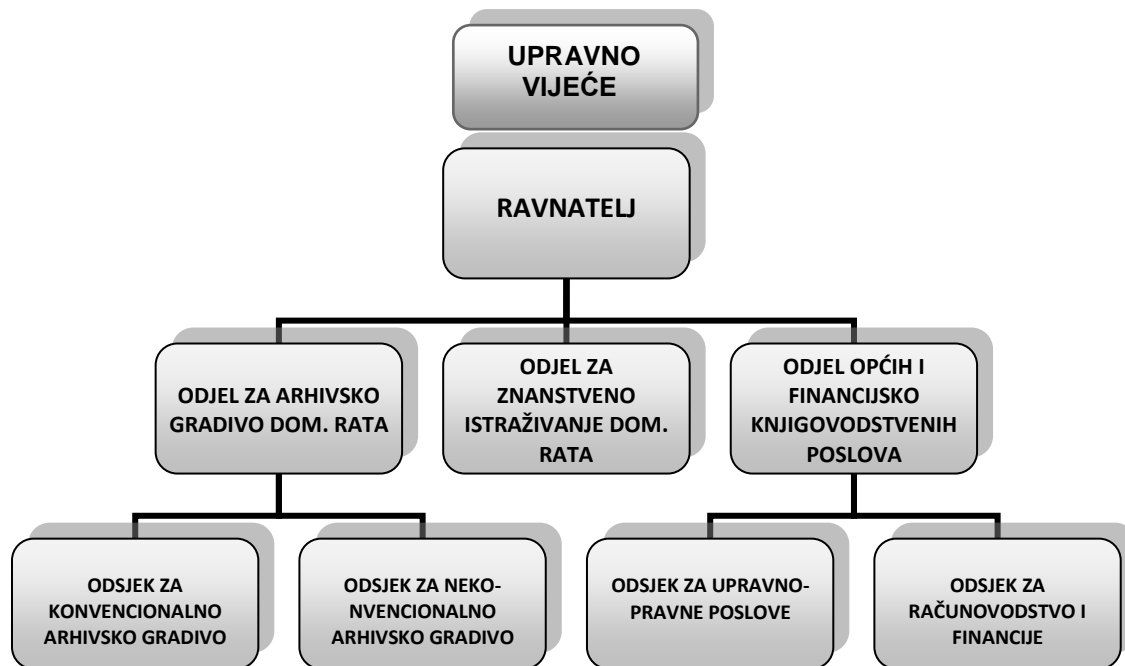 UPRAVNO
VIJEĆE
RAVNATELJ
ODJEL ZA ARHIVSKO
GRADIVO DOM. RATA
ODJEL ZA
ZNANSTVENO
ISTRAŽIVANJE DOM.
RATA
ODJEL OPĆIH I
FINANCIJSKO
KNJIGOVODSTVENIH
POSLOVA
ODSJEK ZA
KONVENCIONALNO
ARHIVSKO GRADIVO
ODSJEK ZA NEKO-
NVENCIONALNO
ARHIVSKO GRADIVO
ODSJEK ZA UPRAVNO-
PRAVNE POSLOVE
ODSJEK ZA
RAČUNOVODSTVO I
FINANCIJE